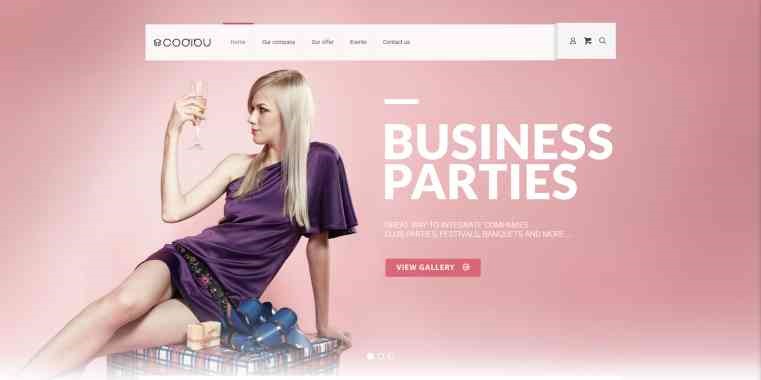 codibu
Home Our company Our offer Events Contact us
BUSINESS
PARTIES
GREAT WAY TO INTEGRATE COMPANIES
CLUB PARTIES, FESTIVALS, BANQUETS AND MORE...
VIEW GALLERY